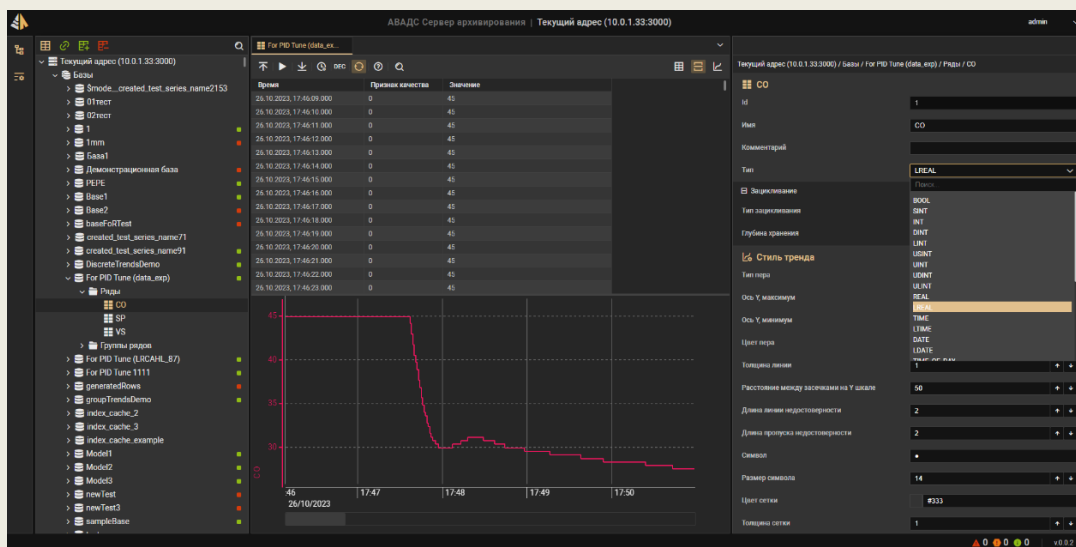 АВАДС Сервер архивирования | Текущий адрес (10.0.1.33:3000)
admin
Текущий адрес (10.0.1.33:3000)
Базы
$mode_created_test_series_name2153
01тест
02тест
1
1mm
База1
Демонстрационная база
PEPE
Base1
Base2
baseFoRTest
created_test_series_name71
created_test_series_name91
DiscreteTrendsDemo
For PID Tune (data_exp)
Ряды
CO
SP
VS
Группы рядов
For PID Tune (LRCAHL_87)
For PID Tune 1111
generatedRows
groupTrendsDemo
index_cache_2
index_cache_3
index_cache_example
Model1
Model2
Model3
newTest
newTest3
sampleBase
For PID Tune (data_ex...
DEC
Время Признак качества Значение
26.10.2023, 17:46:09.000 0 45
26.10.2023, 17:46:10.000 0 45
26.10.2023, 17:46:11.000 0 45
26.10.2023, 17:46:12.000 0 45
26.10.2023, 17:46:13.000 0 45
26.10.2023, 17:46:14.000 0 45
26.10.2023, 17:46:15.000 0 45
26.10.2023, 17:46:16.000 0 45
26.10.2023, 17:46:17.000 0 45
26.10.2023, 17:46:18.000 0 45
26.10.2023, 17:46:19.000 0 45
26.10.2023, 17:46:20.000 0 45
26.10.2023, 17:46:21.000 0 45
26.10.2023, 17:46:22.000 0 45
26.10.2023, 17:46:23.000 0 45
45
40
35
30
CO
:46 17:47 17:48 17:49 17:50
26/10/2023
Текущий адрес (10.0.1.33:3000) / Базы / For PID Tune (data_exp) / Ряды / CO
CO
Id 1
Имя CO
Комментарий
Тип LREAL
Поиск...
Зацикливание
Тип зацикливания
Глубина хранения
Стиль тренда
Тип пера
Ось Y, максимум
Ось Y, минимум
Цвет пера
BOOL
SINT
INT
DINT
LINT
USINT
UINT
UDINT
ULINT
REAL
LREAL
TIME
LTIME
DATE
LDATE
TIME_OF_DAY
Толщина линии 1
Расстояние между засечками на Y шкале 50
Длина линии недостоверности 2
Длина пропуска недостоверности 2
Символ •
Размер символа 14
Цвет сетки #333
Толщина сетки 1
0 0 0 v.0.0.2